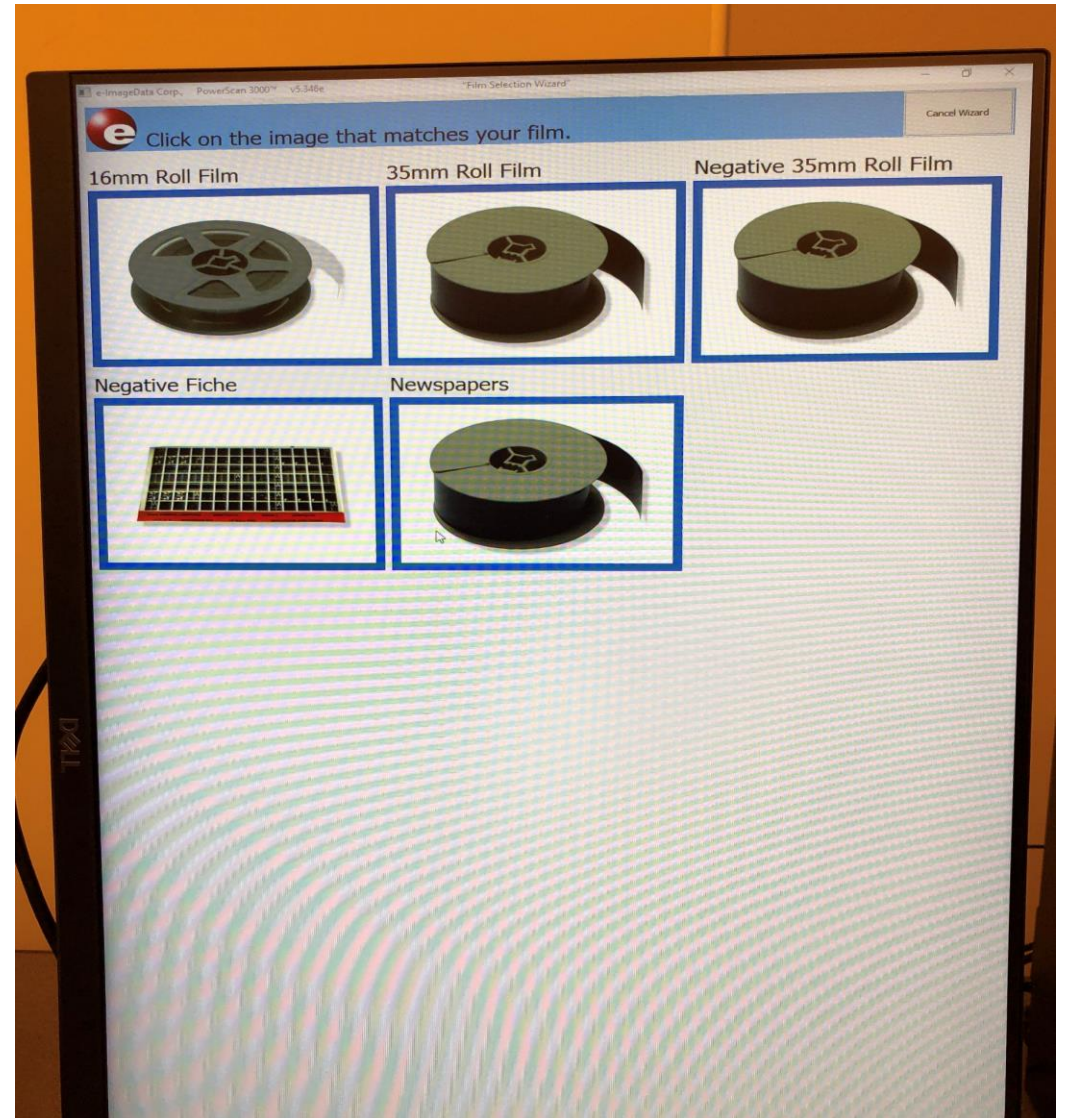 e-ImageData Corp. PowerScan 3000™ v5.348e "Film Selection Wizard"
e Click on the image that matches your film.
Cancel Wizard
16mm Roll Film
35mm Roll Film
Negative 35mm Roll Film
Negative Fiche
Newspapers
DELL